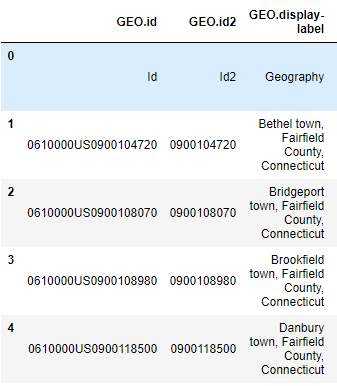 GEO.id GEO.id2 GEO.display-
label
0
Id Id2 Geography
1
Bethel town,
Fairfield
0610000US0900104720 0900104720 County,
Connecticut
2
Bridgeport
town, Fairfield
0610000US0900108070 0900108070 County,
Connecticut
3
Brookfield
town, Fairfield
0610000US0900108980 0900108980 County,
Connecticut
4
Danbury
town, Fairfield
0610000US0900118500 0900118500 County,
Connecticut